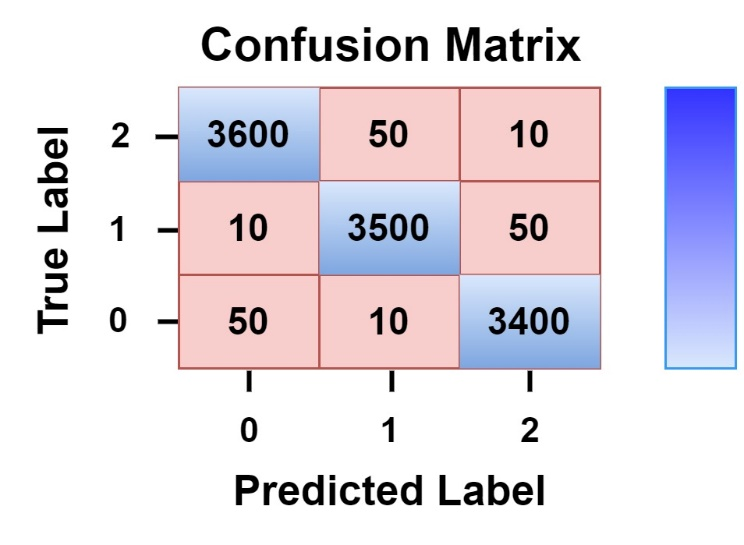 Confusion Matrix
True Label
2 3600 50 10
1 10 3500 50
0 50 10 3400
0 1 2
Predicted Label